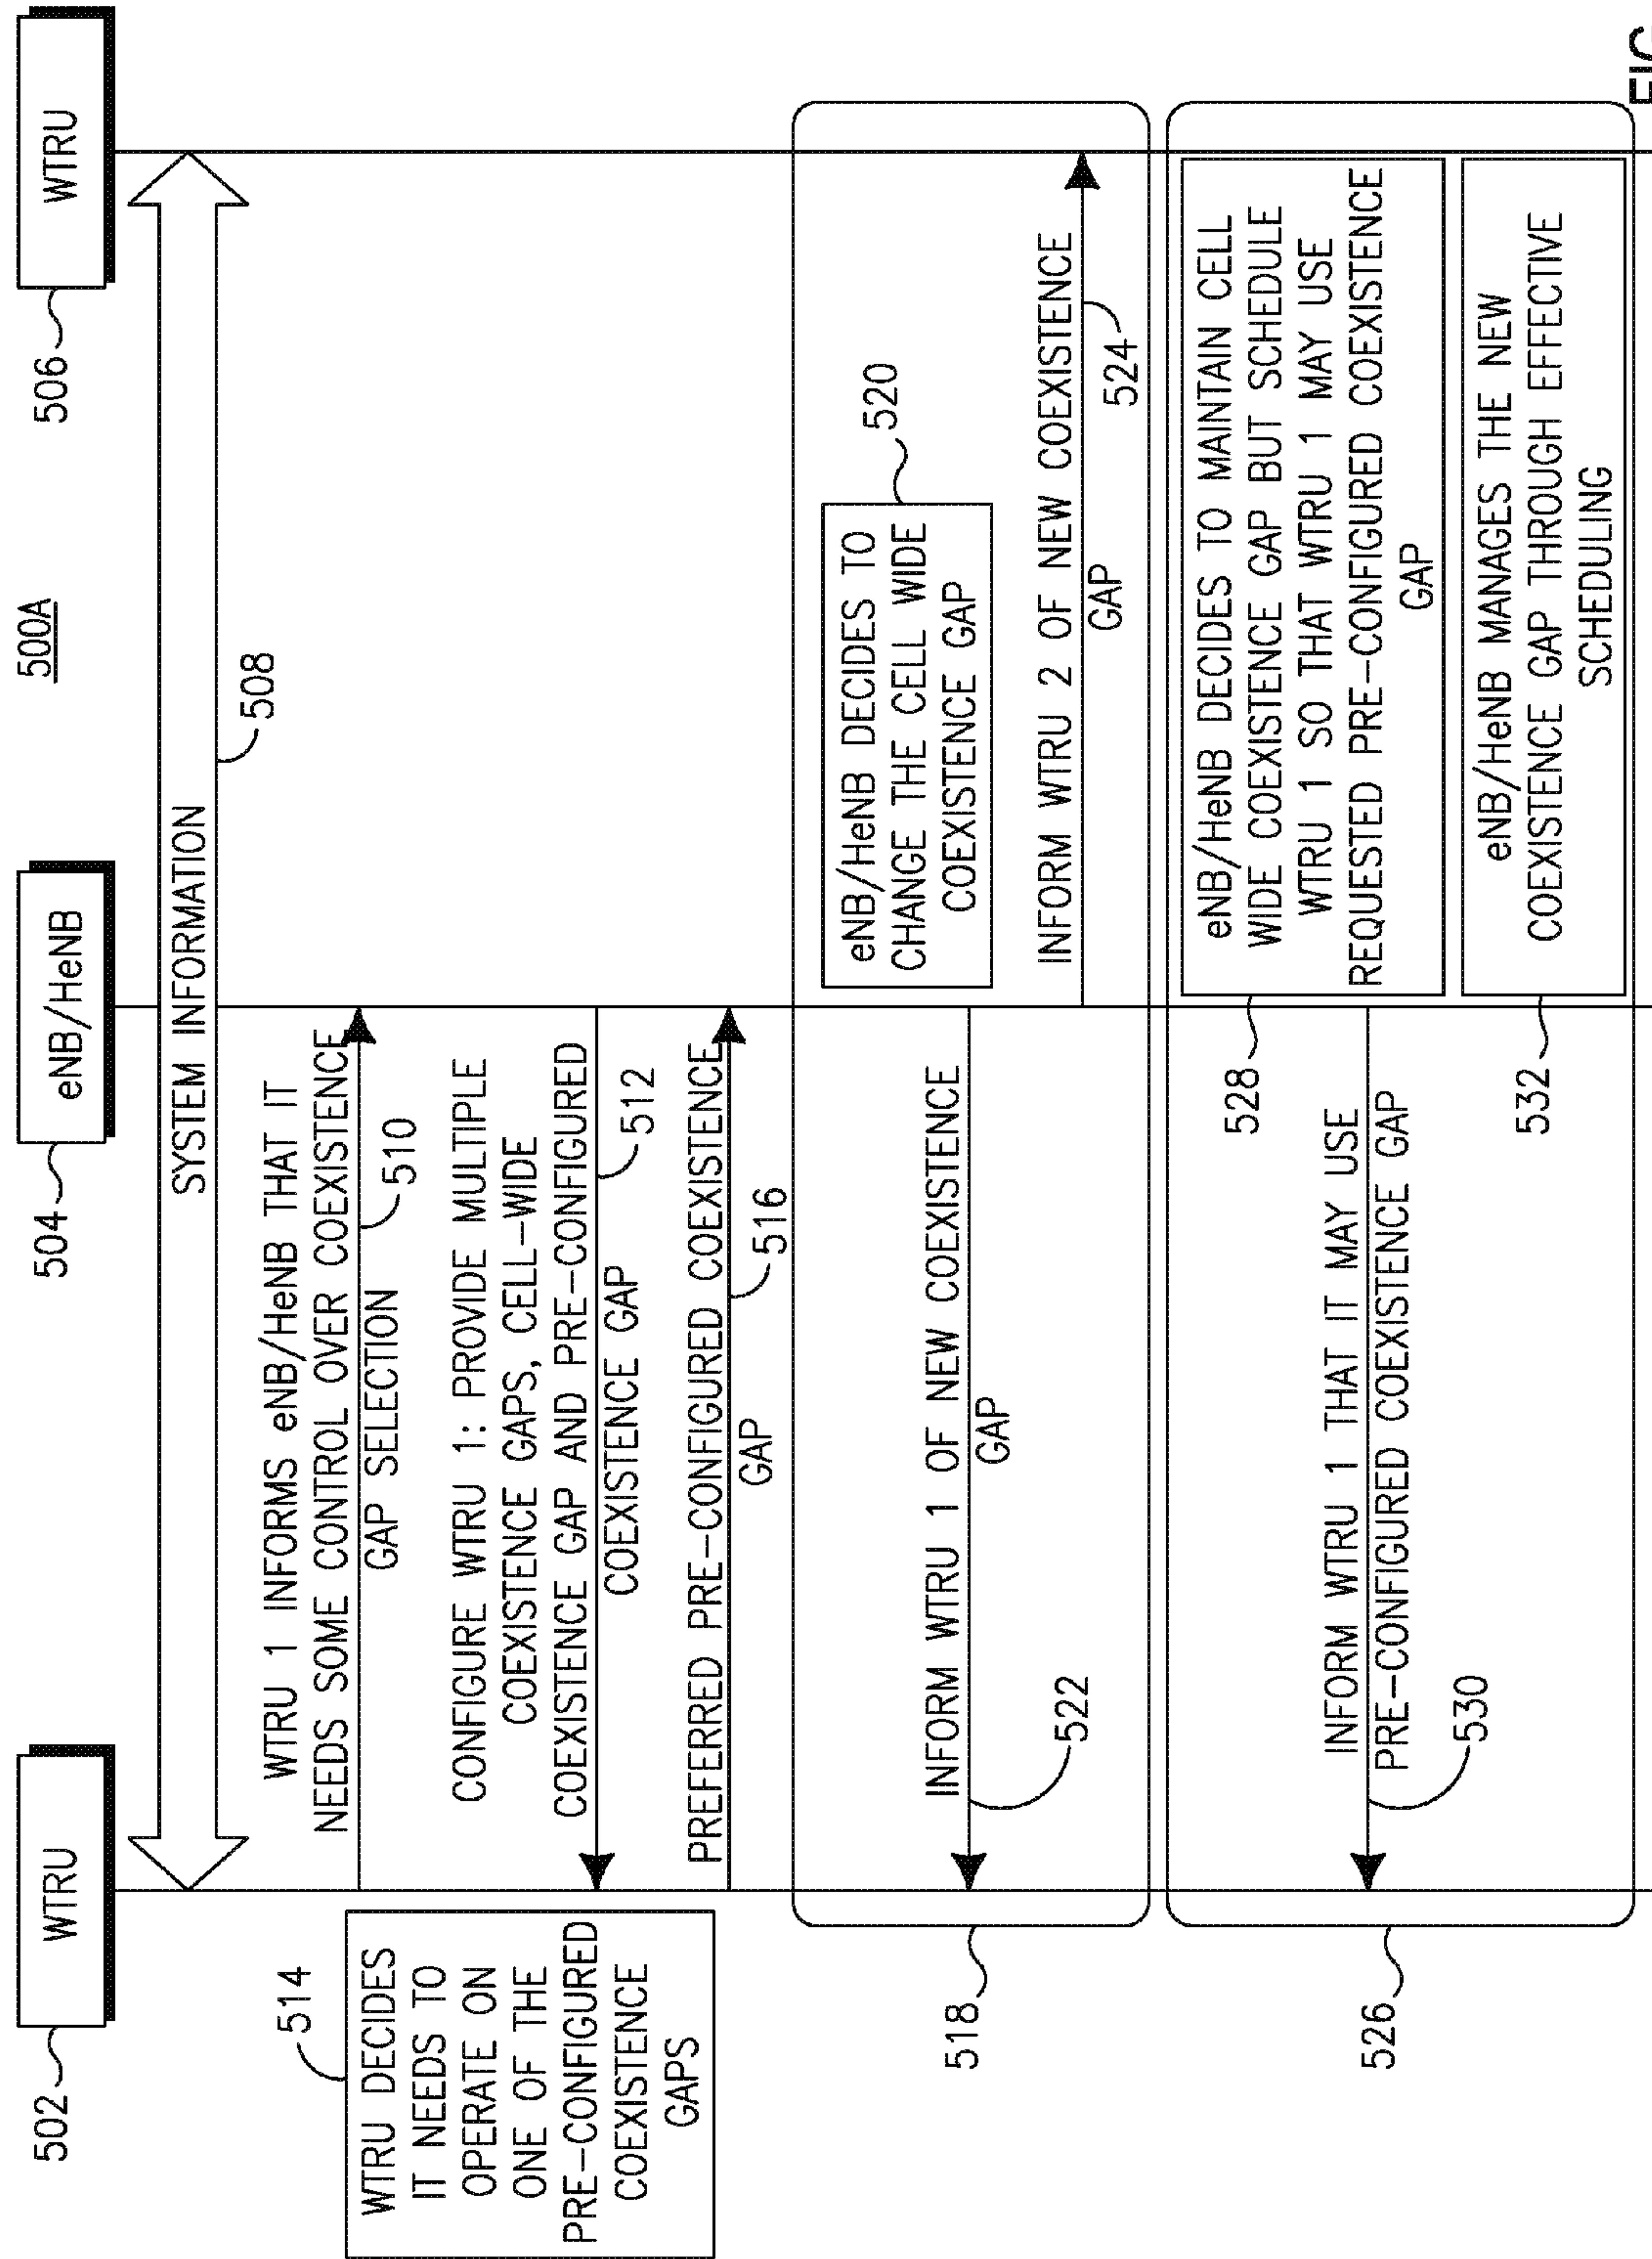 500A
502
WTRU
504
eNB/HeNB
506
WTRU
SYSTEM INFORMATION
508
WTRU 1 INFORMS eNB/HeNB THAT IT
NEEDS SOME CONTROL OVER COEXISTENCE
GAP SELECTION
510
CONFIGURE WTRU 1: PROVIDE MULTIPLE
COEXISTENCE GAPS, CELL-WIDE
COEXISTENCE GAP AND PRE-CONFIGURED
COEXISTENCE GAP
512
514
WTRU DECIDES
IT NEEDS TO
OPERATE ON
ONE OF THE
PRE-CONFIGURED
COEXISTENCE
GAPS
PREFERRED PRE-CONFIGURED COEXISTENCE
GAP
516
518
eNB/HeNB DECIDES TO
CHANGE THE CELL WIDE
COEXISTENCE GAP
520
INFORM WTRU 1 OF NEW COEXISTENCE
GAP
522
INFORM WTRU 2 OF NEW COEXISTENCE
GAP
524
526
528
eNB/HeNB DECIDES TO MAINTAIN CELL
WIDE COEXISTENCE GAP BUT SCHEDULE
WTRU 1 SO THAT WTRU 1 MAY USE
REQUESTED PRE-CONFIGURED COEXISTENCE
GAP
INFORM WTRU 1 THAT IT MAY USE
PRE-CONFIGURED COEXISTENCE GAP
530
532
eNB/HeNB MANAGES THE NEW
COEXISTENCE GAP THROUGH EFFECTIVE
SCHEDULING
FIG